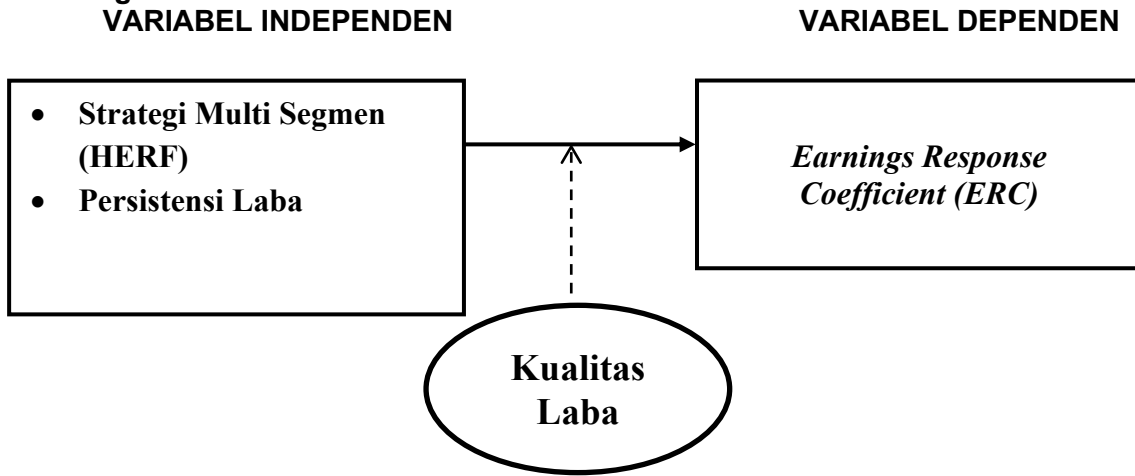 VARIABEL INDEPENDEN
VARIABEL DEPENDEN
• Strategi Multi Segmen
(HERF)
• Persistensi Laba
Earnings Response
Coefficient (ERC)
Kualitas
Laba